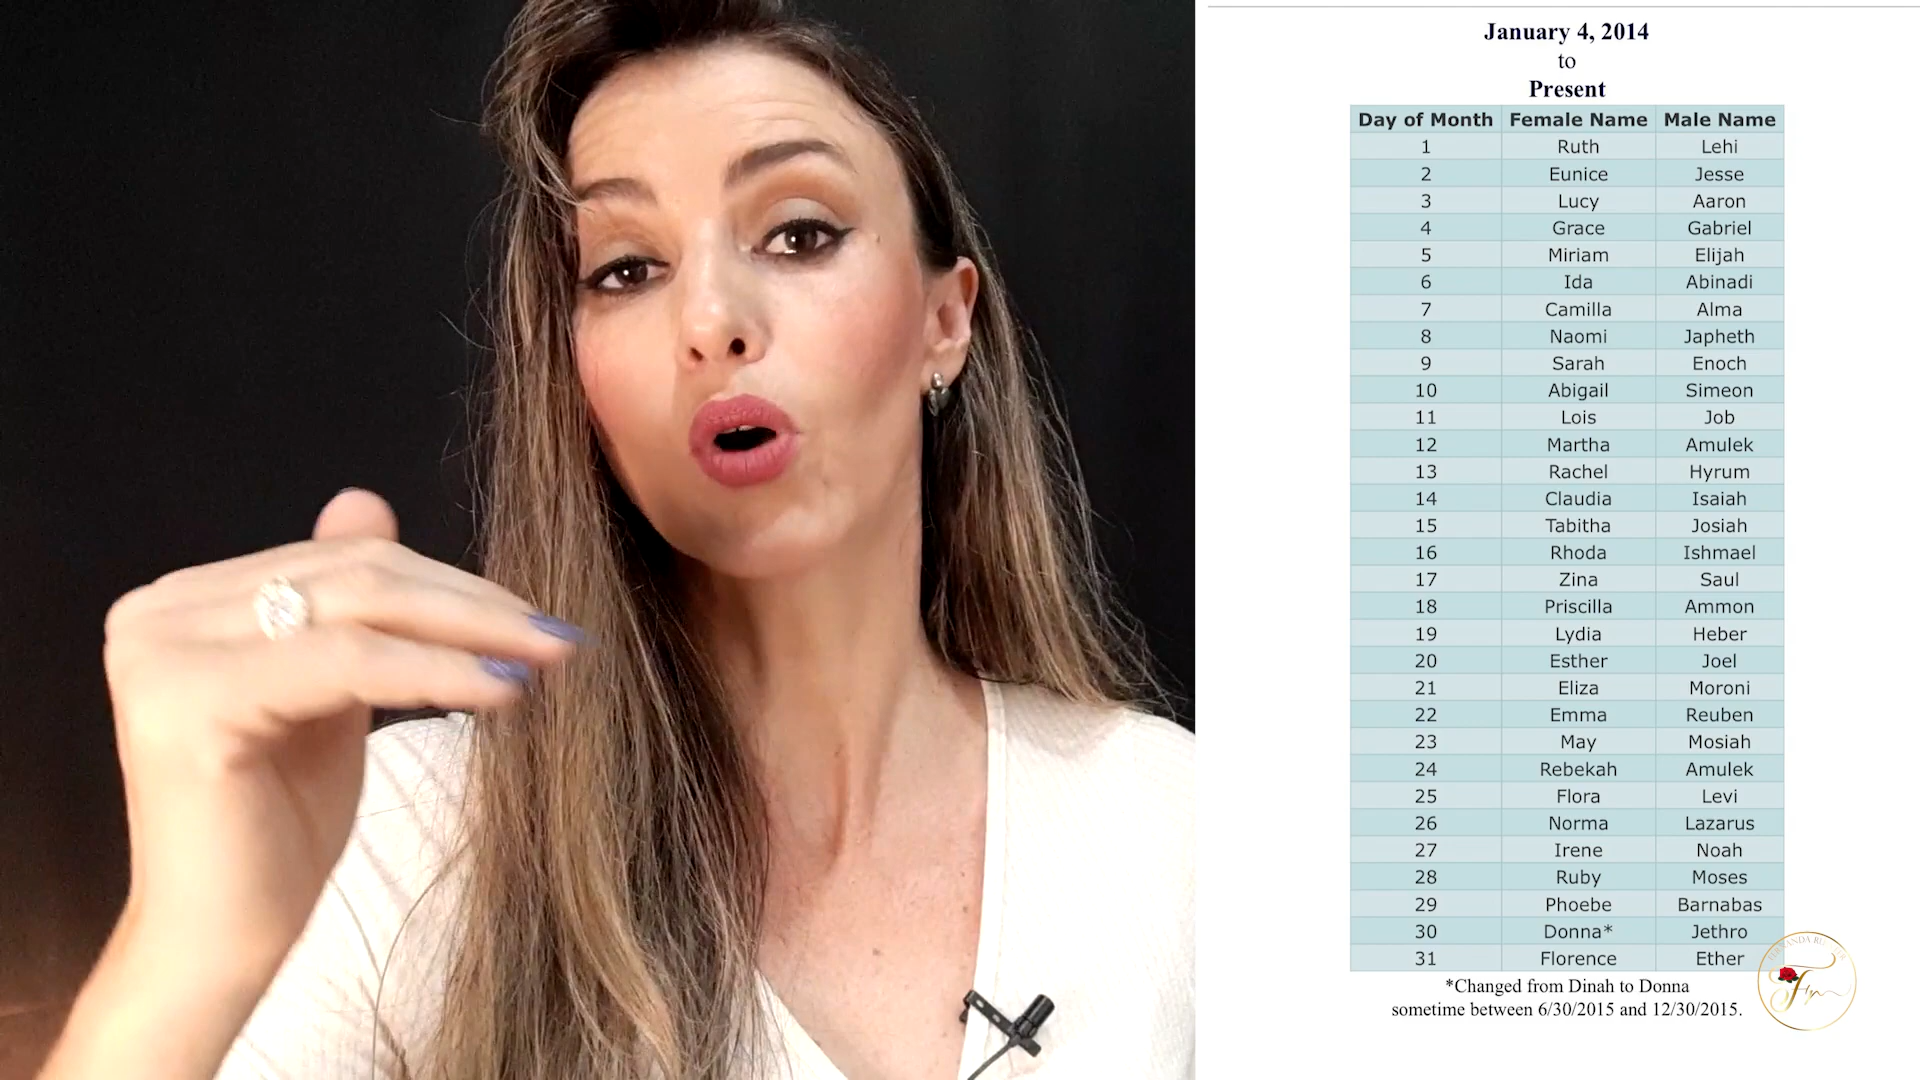 January 4, 2014
to
Present
Day of Month Female Name Male Name
1 Ruth Lehi
2 Eunice Jesse
3 Lucy Aaron
4 Grace Gabriel
5 Miriam Elijah
6 Ida Abinadi
7 Camilla Alma
8 Naomi Japheth
9 Sarah Enoch
10 Abigail Simeon
11 Lois Job
12 Martha Amulek
13 Rachel Hyrum
14 Claudia Isaiah
15 Tabitha Josiah
16 Rhoda Ishmael
17 Zina Saul
18 Priscilla Ammon
19 Lydia Heber
20 Esther Joel
21 Eliza Moroni
22 Emma Reuben
23 May Mosiah
24 Rebekah Amulek
25 Flora Levi
26 Norma Lazarus
27 Irene Noah
28 Ruby Moses
29 Phoebe Barnabas
30 Donna* Jethro
31 Florence Ether
*Changed from Dinah to Donna
sometime between 6/30/2015 and 12/30/2015.